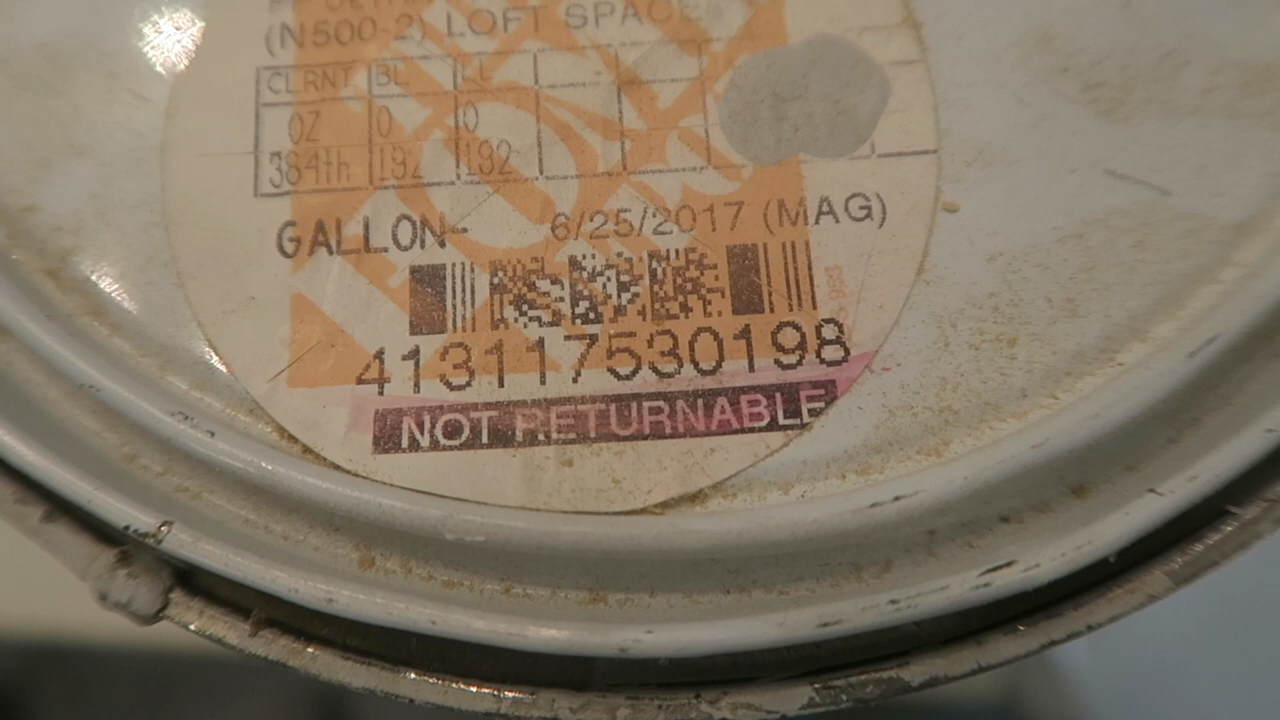 (N500-2) LOFT SPACE
CLRNT BL LL
OZ 0 0
384th 192 192
GALLON- 6/25/2017 (MAG)
413117530198
NOT RETURNABLE